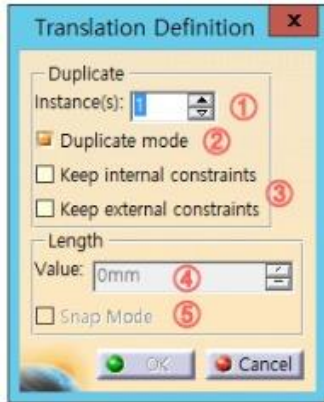 Translation Definition x
Duplicate
Instance(s): 1 ①
Duplicate mode ②
Keep internal constraints
③
Keep external constraints
Length
Value: 0mm ④
Snap Mode ⑤
OK Cancel